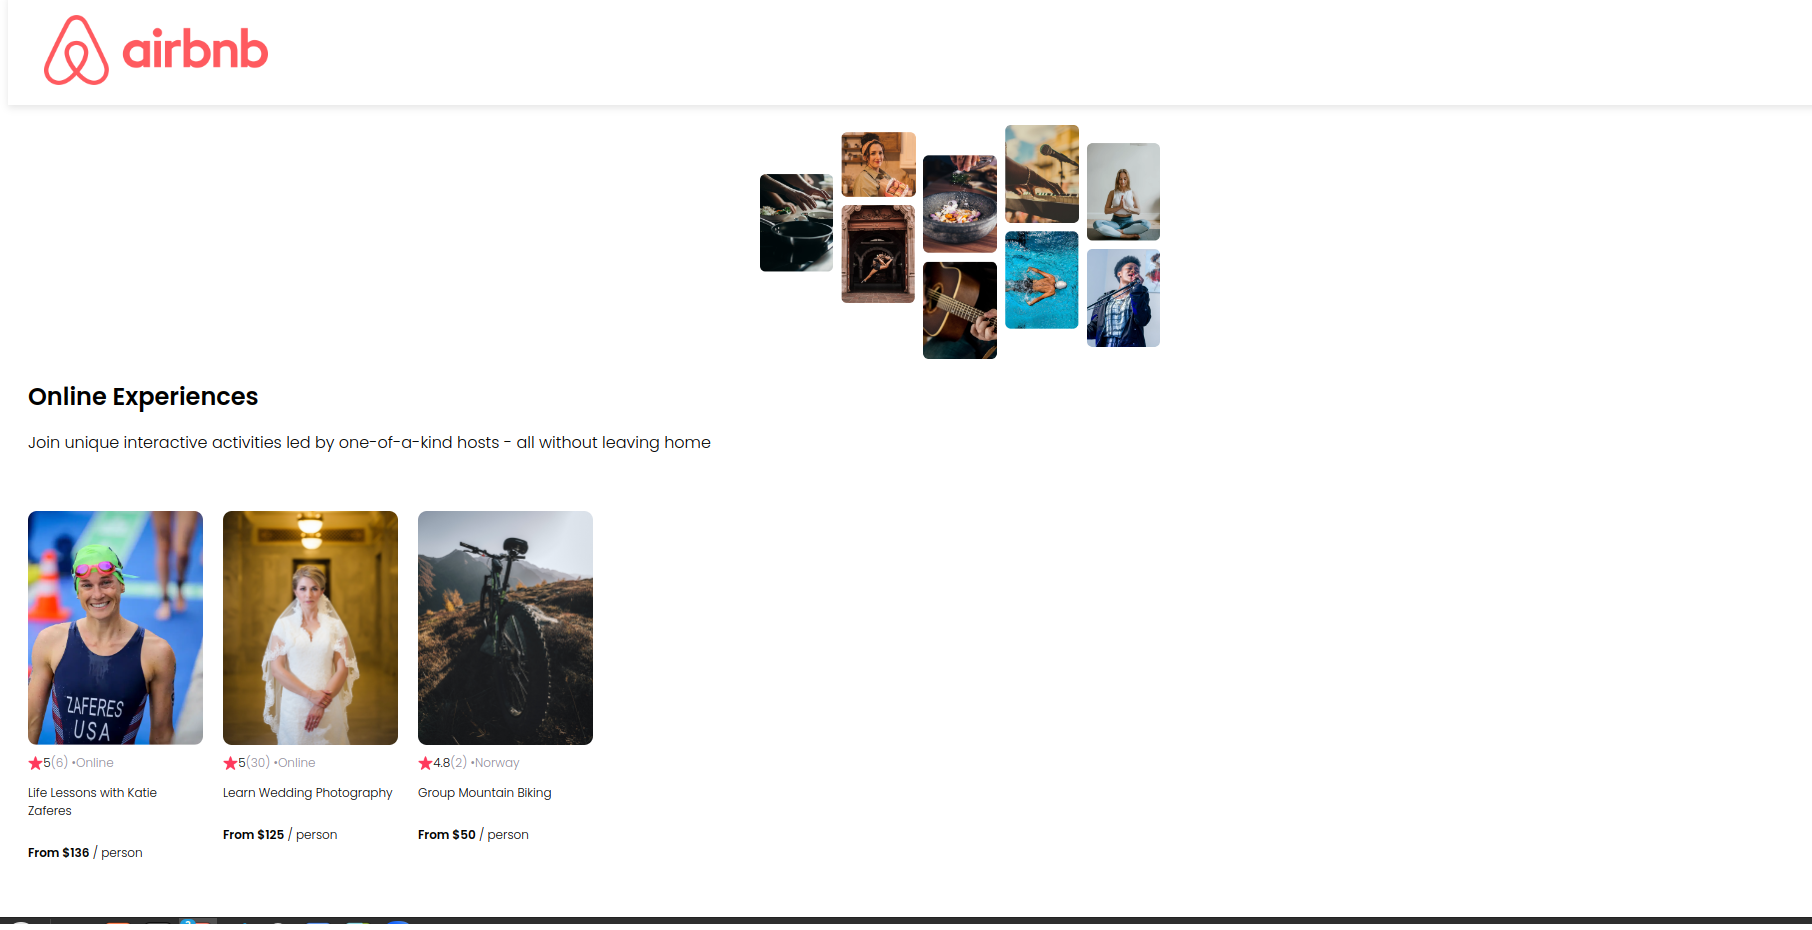 airbnb
Online Experiences
Join unique interactive activities led by one-of-a-kind hosts - all without leaving home
ZAFERES
USA
★5(6) •Online
Life Lessons with Katie
Zaferes
From $136 / person
★5(30) •Online
Learn Wedding Photography
From $125 / person
★4.8(2) •Norway
Group Mountain Biking
From $50 / person